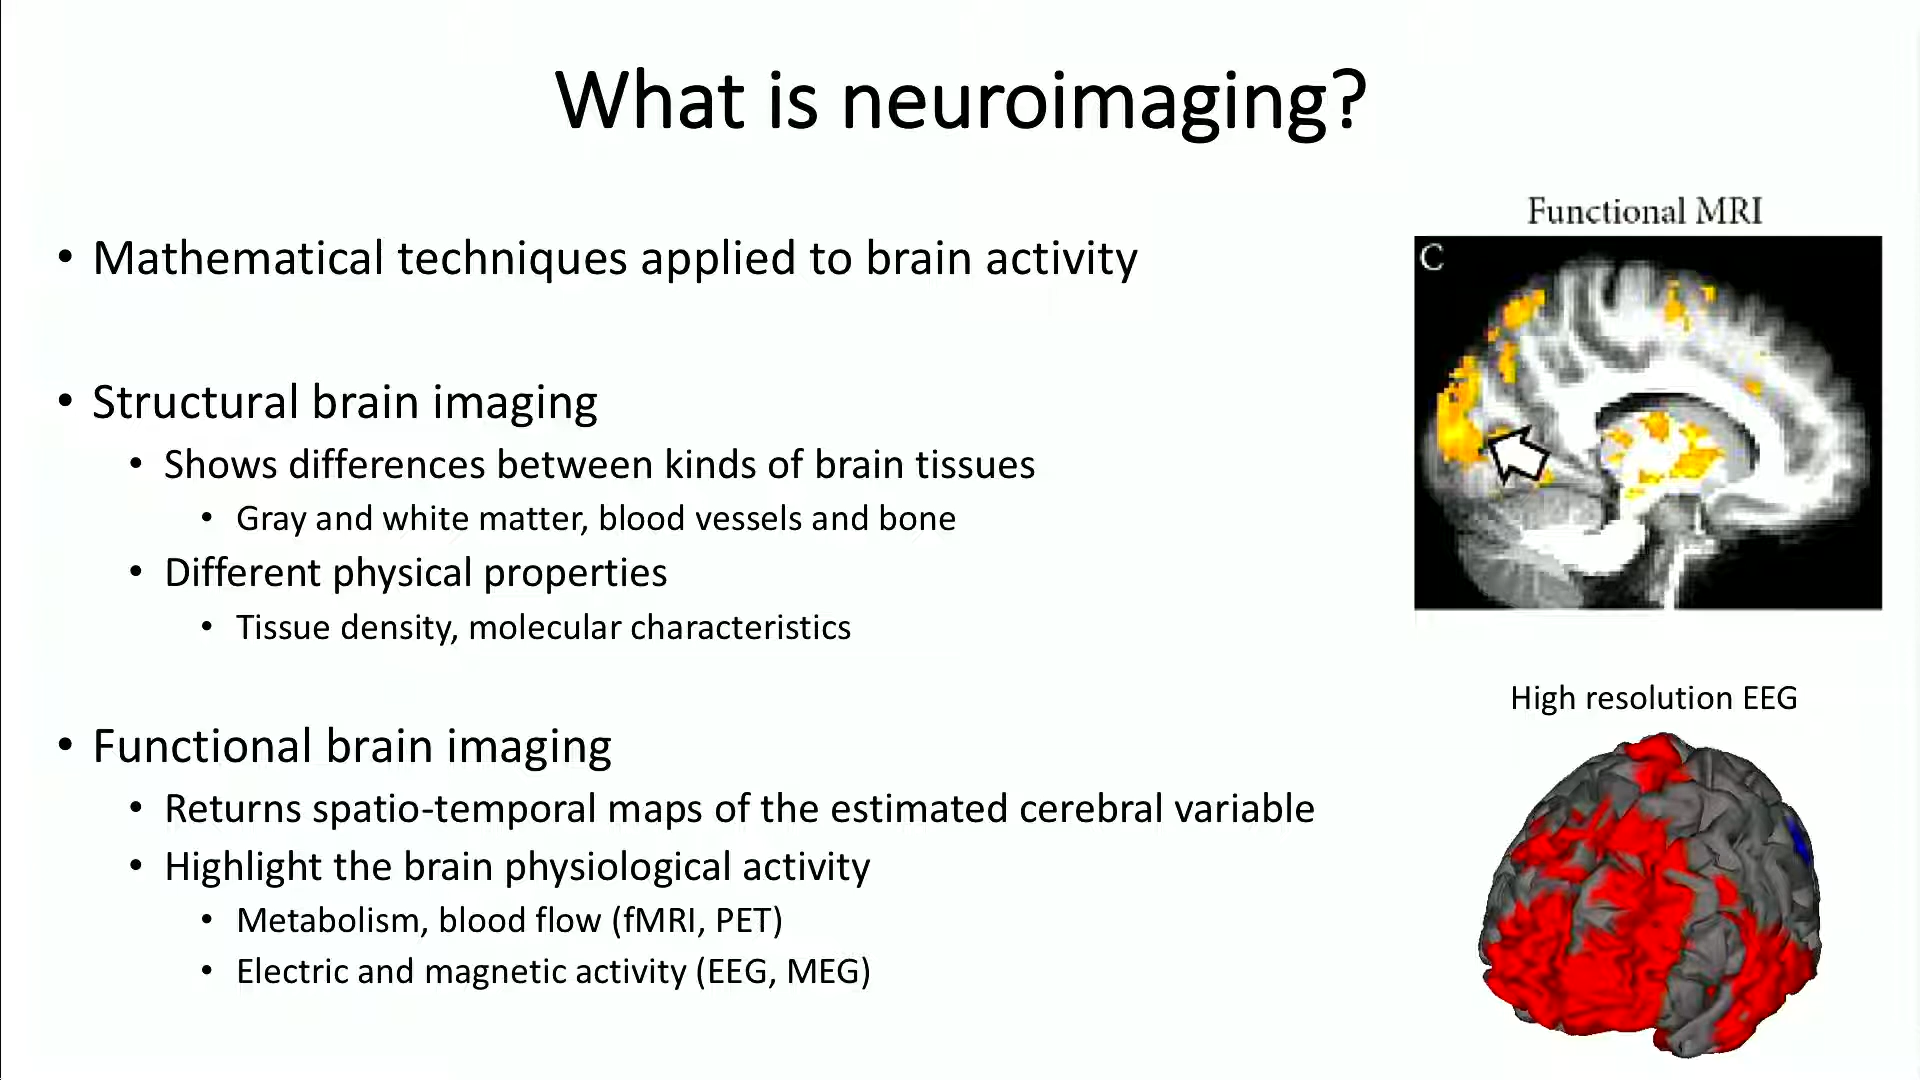 What is neuroimaging?
• Mathematical techniques applied to brain activity
• Structural brain imaging
• Shows differences between kinds of brain tissues
• Gray and white matter, blood vessels and bone
• Different physical properties
• Tissue density, molecular characteristics
• Functional brain imaging
• Returns spatio-temporal maps of the estimated cerebral variable
• Highlight the brain physiological activity
• Metabolism, blood flow (fMRI, PET)
• Electric and magnetic activity (EEG, MEG)
Functional MRI
C
High resolution EEG